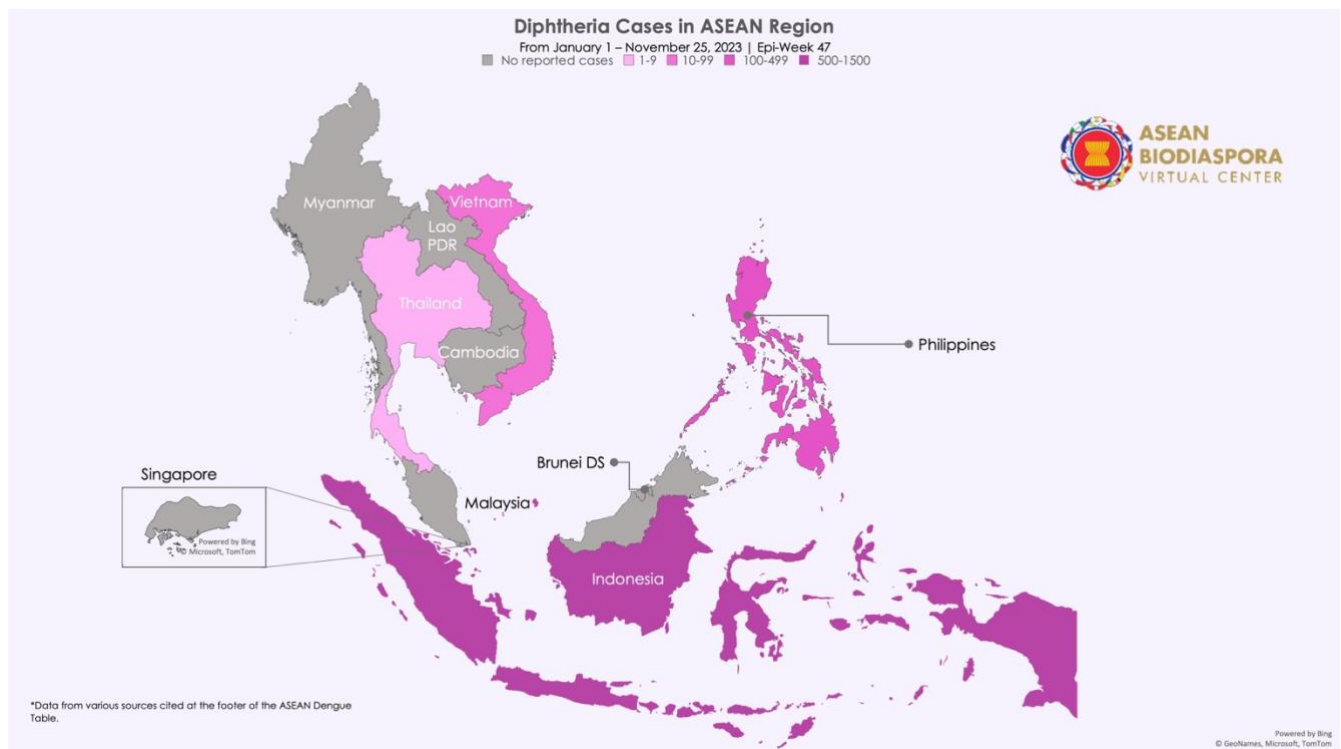 Diphtheria Cases in ASEAN Region
From January 1 – November 25, 2023 | Epi-Week 47
No reported cases 1-9 10-99 100-499 500-1500
ASEAN
BIODIASPORA
VIRTUAL CENTER
Myanmar
Vietnam
Lao
PDR
Thailand
Cambodia
Philippines
Brunei DS
Singapore
Malaysia
Powered by Bing
© Microsoft, TomTom
Indonesia
*Data from various sources cited at the footer of the ASEAN Dengue
Table.
Powered by Bing
© GeoNames, Microsoft, TomTom